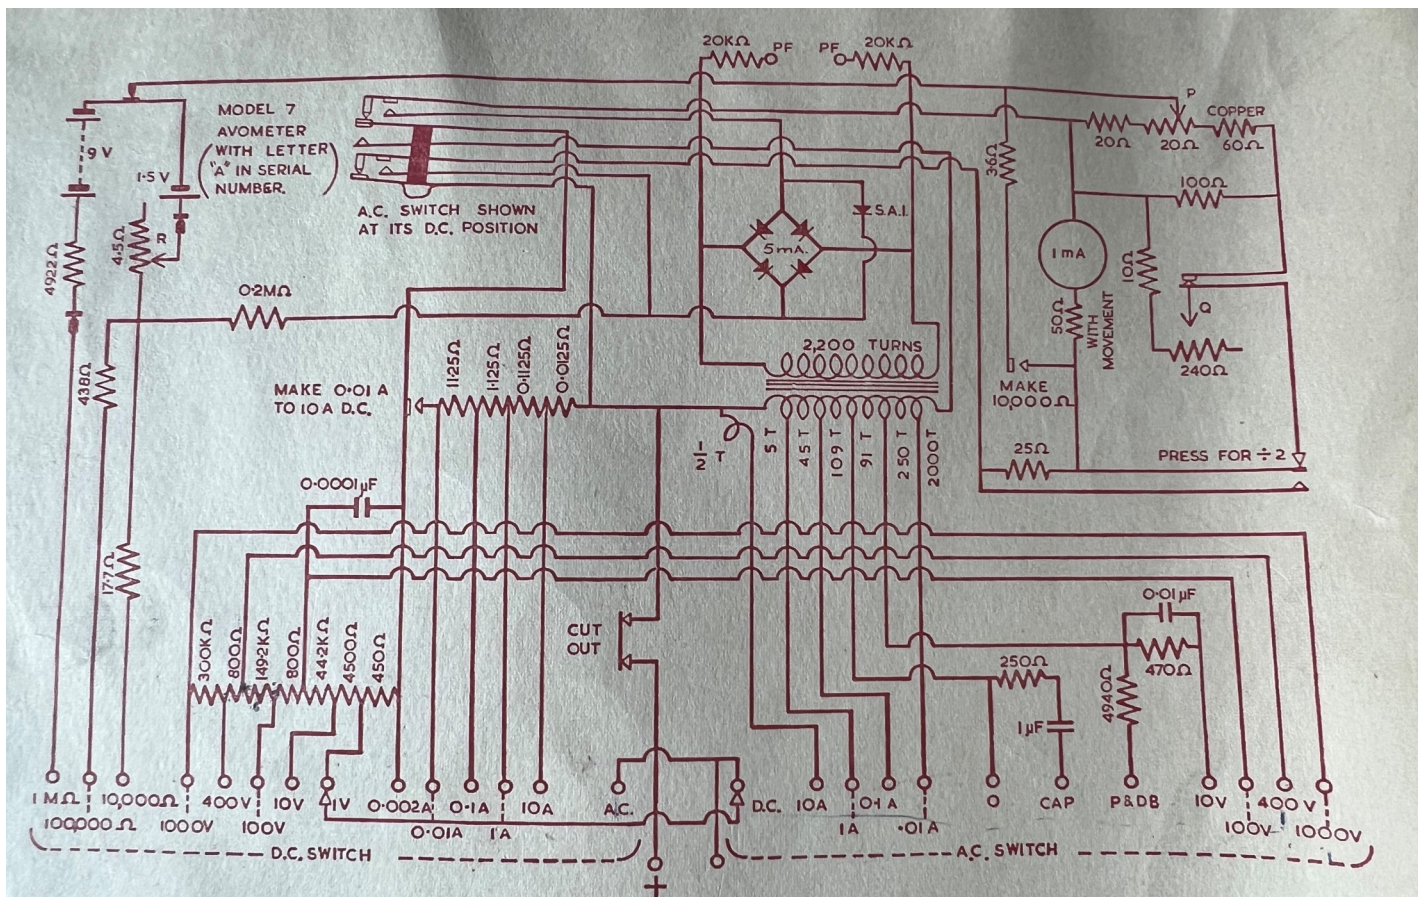 20KΩ PF PF 20KΩ
MODEL 7
AVOMETER
(WITH LETTER
"A" IN SERIAL
NUMBER.)
9 V
1·5 V
A.C. SWITCH SHOWN
AT ITS D.C. POSITION
P
COPPER
20Ω 20Ω 60Ω
36Ω
100Ω
S.A.I.
5mA.
1mA
4922Ω
4.5Ω
R
10Ω
Q
0·2MΩ
50Ω
WITH
MOVEMENT
240Ω
438Ω
2,200 TURNS
MAKE 0·01 A
TO 10 A D.C.
11·25Ω
1·125Ω
0·1125Ω
0·0125Ω
MAKE
10,000Ω
½ T
5 T
45 T
109 T
91 T
250 T
2000T
25Ω
PRESS FOR ÷ 2
0·0001µF
17·7Ω
300KΩ
800Ω
149·2KΩ
800Ω
44·2KΩ
4500Ω
450Ω
CUT
OUT
0·01µF
470Ω
250Ω
4940Ω
1µF
1MΩ 10,000Ω 400V 10V 1V 0·002A 0·1A 10A A.C. D.C. 10A 0·1A 0 CAP P&DB 10V 400V
100,000Ω 1000V 100V 0·01A 1A 1A ·01A 100V 1000V
D.C. SWITCH A.C. SWITCH
+